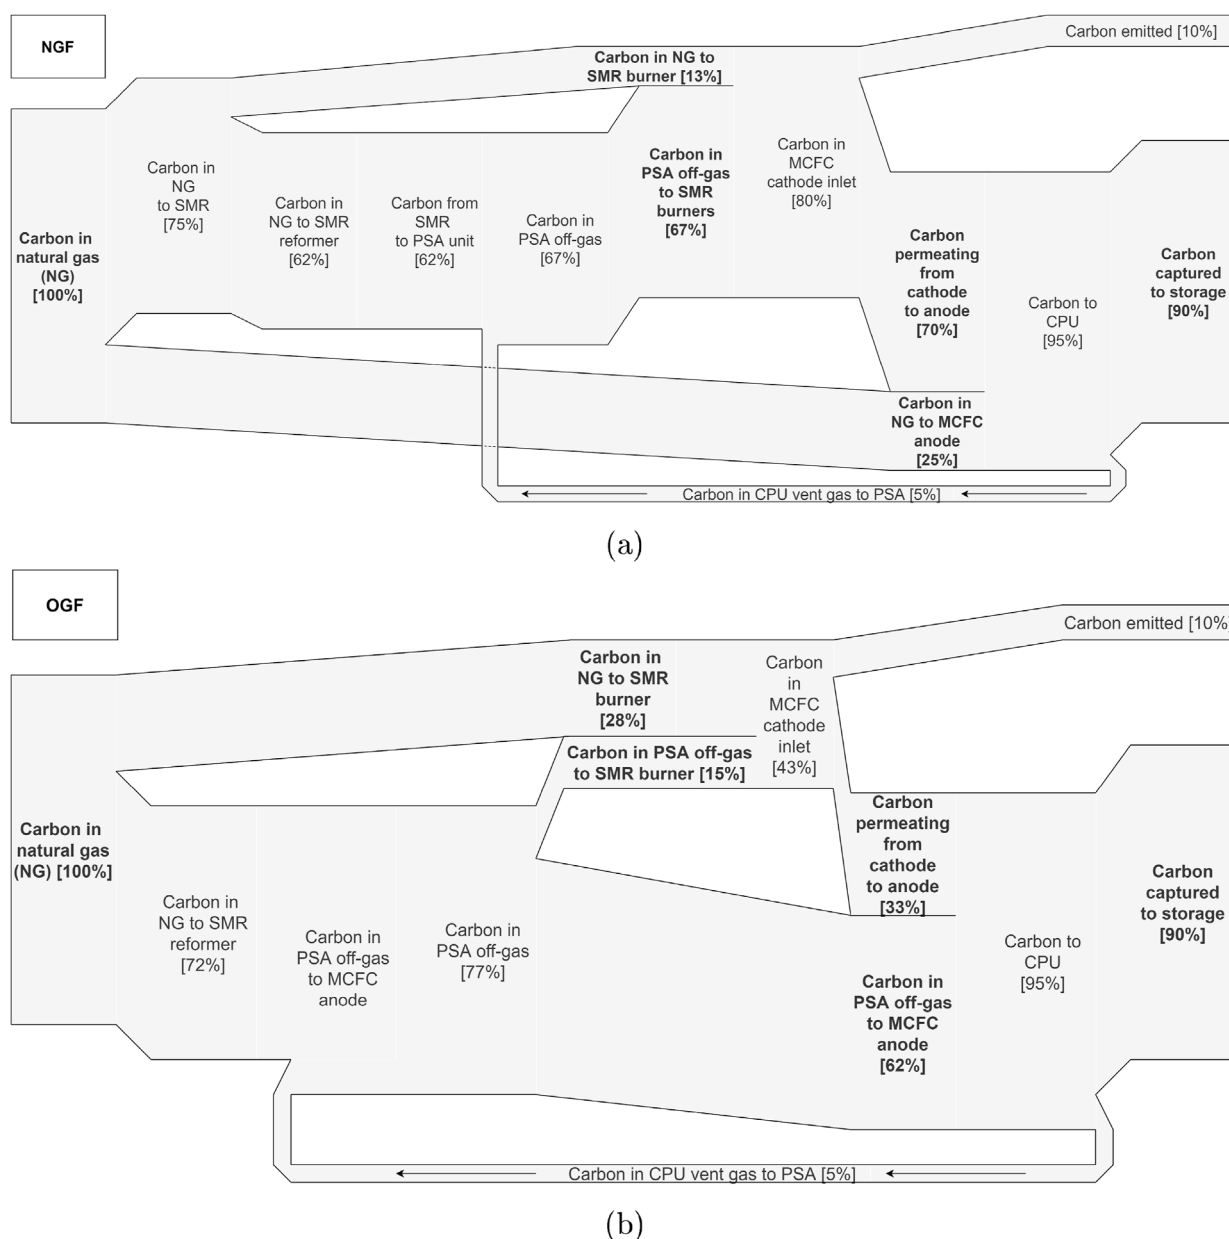 NGF
Carbon emitted [10%]
Carbon in NG to
SMR burner [13%]
Carbon in
NG
to SMR
[75%]
Carbon in
natural gas
(NG)
[100%]
Carbon in
NG to SMR
reformer
[62%]
Carbon from
SMR
to PSA unit
[62%]
Carbon in
PSA off-gas
[67%]
Carbon in
PSA off-gas
to SMR
burners
[67%]
Carbon in
MCFC
cathode inlet
[80%]
Carbon
permeating
from
cathode
to anode
[70%]
Carbon to
CPU
[95%]
Carbon
captured
to storage
[90%]
Carbon in
NG to MCFC
anode
[25%]
Carbon in CPU vent gas to PSA [5%]
(a)
OGF
Carbon emitted [10%]
Carbon in
NG to SMR
burner
[28%]
Carbon in PSA off-gas
to SMR burner [15%]
Carbon
in
MCFC
cathode
inlet
[43%]
Carbon in
natural gas
(NG) [100%]
Carbon in
NG to SMR
reformer
[72%]
Carbon in
PSA off-gas
to MCFC
anode
Carbon in
PSA off-gas
[77%]
Carbon
permeating
from
cathode
to anode
[33%]
Carbon in
PSA off-gas
to MCFC
anode
[62%]
Carbon to
CPU
[95%]
Carbon
captured
to storage
[90%]
Carbon in CPU vent gas to PSA [5%]
(b)